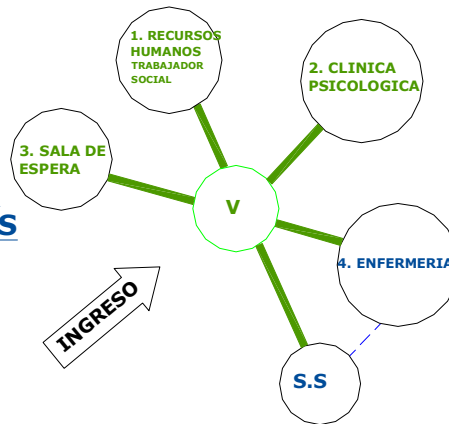 1. RECURSOS
HUMANOS
TRABAJADOR
SOCIAL
2. CLINICA
PSICOLOGICA
3. SALA DE
ESPERA
V
S
4. ENFERMERIA
INGRESO
S.S